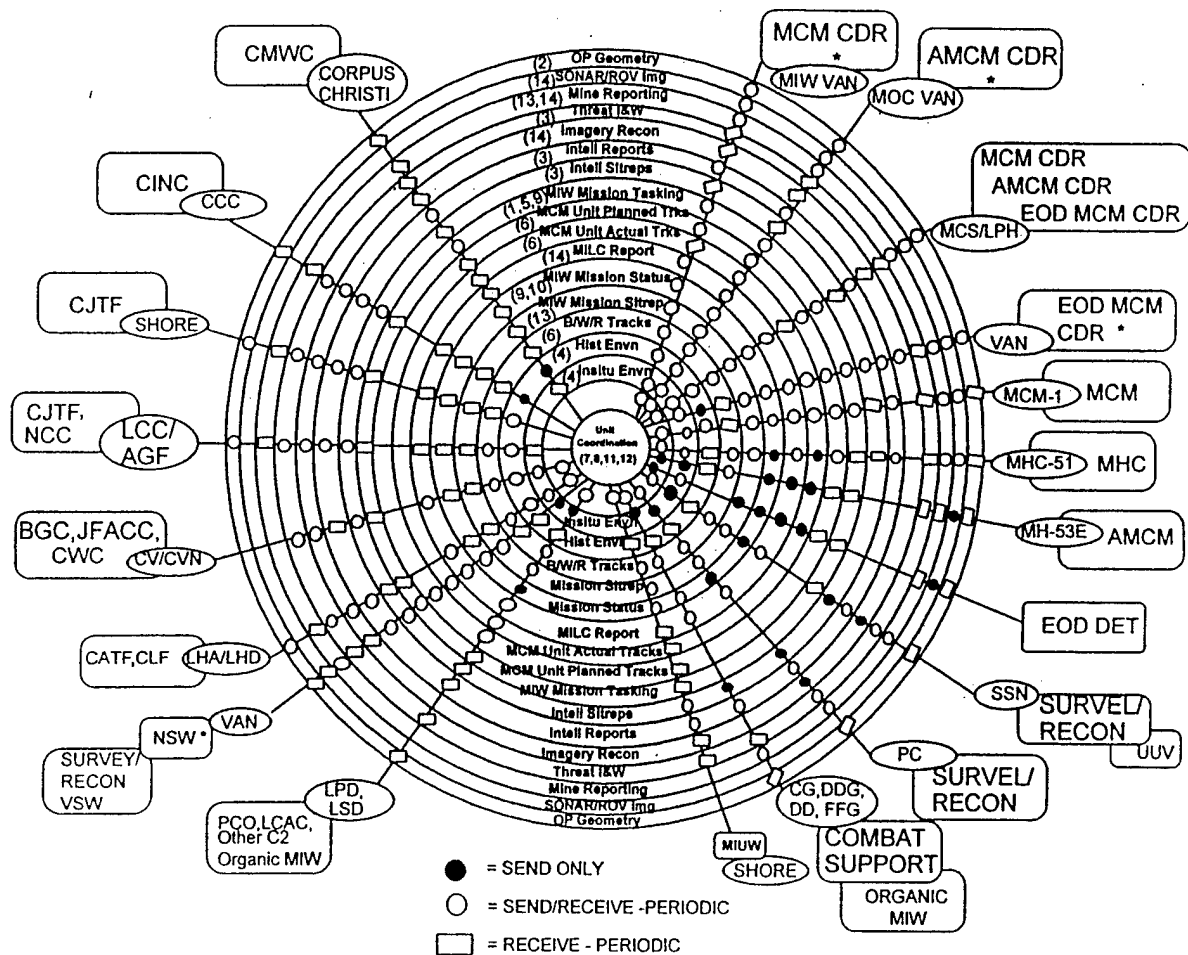 CMWC
CORPUS
CHRISTI
MCM CDR
*
MIW VAN
AMCM CDR
*
MOC VAN
MCM CDR
AMCM CDR
EOD MCM CDR
MCS/LPH
EOD MCM
CDR *
VAN
MCM-1
MCM
MHC-51
MHC
MH-53E
AMCM
EOD DET
SSN
SURVEL/
RECON
UUV
PC
SURVEL/
RECON
CG,DDG,
DD, FFG
COMBAT
SUPPORT
ORGANIC
MIW
MIUW
SHORE
LPD,
LSD
PCO,LCAC,
Other C2
Organic MIW
VAN
NSW *
SURVEY/
RECON
VSW
CATF,CLF
LHA/LHD
BGC,JFACC,
CWC
CV/CVN
CJTF,
NCC
LCC/
AGF
CJTF
SHORE
CINC
CCC
(2) OP Geometry
(14) SONAR/ROV Img
(13,14) Mine Reporting
(3) Threat I&W
(14) Imagery Recon
(3) Intell Reports
(3) Intell Sitreps
(1,5,9) MIW Mission Tasking
(6) MCM Unit Planned Trks
(6) MCM Unit Actual Trks
(14) MILC Report
(9,10) MIW Mission Status
(13) MIW Mission Sitrep
(6) B/W/R Tracks
(4) Hist Envn
(4) Insitu Envn
Unit
Coordination
(7,8,11,12)
Insitu Envn
Hist Envn
B/W/R Tracks
Mission Sitrep
Mission Status
MILC Report
MCM Unit Actual Tracks
MCM Unit Planned Tracks
MIW Mission Tasking
Intell Sitreps
Intell Reports
Imagery Recon
Threat I&W
Mine Reporting
SONAR/ROV Img
OP Geometry
= SEND ONLY
= SEND/RECEIVE -PERIODIC
= RECEIVE - PERIODIC